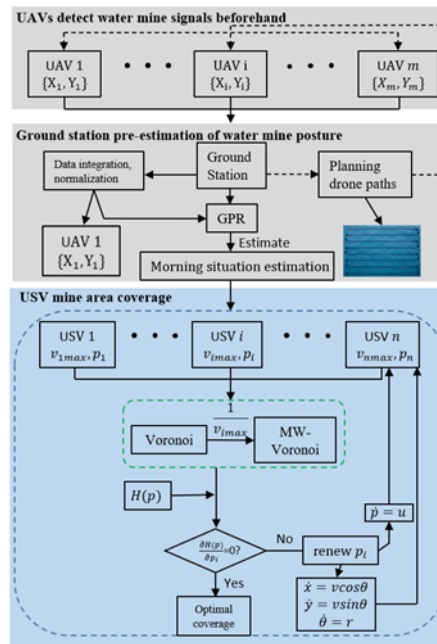 UAVs detect water mine signals beforehand
UAV 1
{X₁, Y₁}
UAV i
{Xᵢ, Yᵢ}
UAV m
{Xₘ, Yₘ}
Ground station pre-estimation of water mine posture
Data integration,
normalization
Ground
Station
Planning
drone paths
UAV 1
{X₁, Y₁}
GPR
Estimate
Morning situation estimation
USV mine area coverage
USV 1
v₁ₘₐₓ, p₁
USV i
vᵢₘₐₓ, pᵢ
USV n
vₙₘₐₓ, pₙ
Voronoi
1
vᵢₘₐₓ
MW-
Voronoi
H(p)
ṗ = u
∂H(p)
∂pᵢ
=0?
No
renew pᵢ
Yes
Optimal
coverage
ẋ = vcosθ
ẏ = vsinθ
θ̇ = r